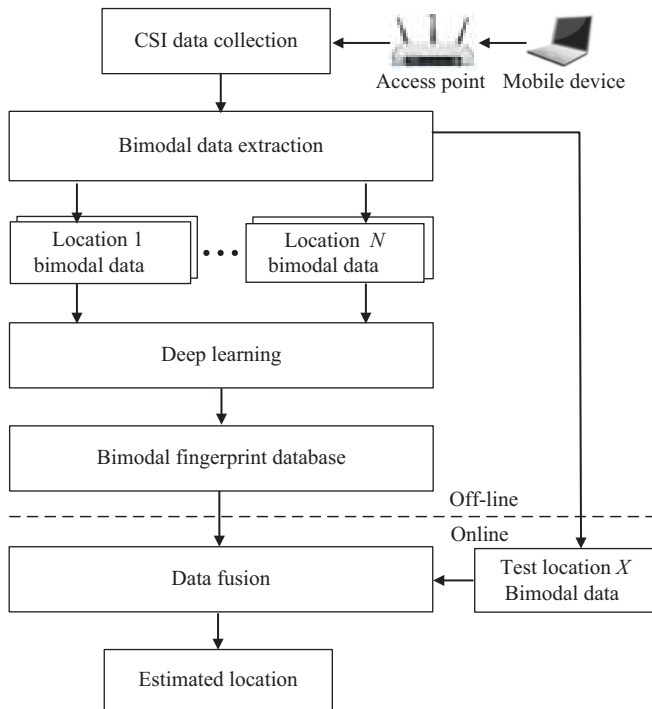 CSI data collection
Access point
Mobile device
Bimodal data extraction
Location 1
bimodal data
Location N
bimodal data
Deep learning
Bimodal fingerprint database
Off-line
Online
Data fusion
Test location X
Bimodal data
Estimated location